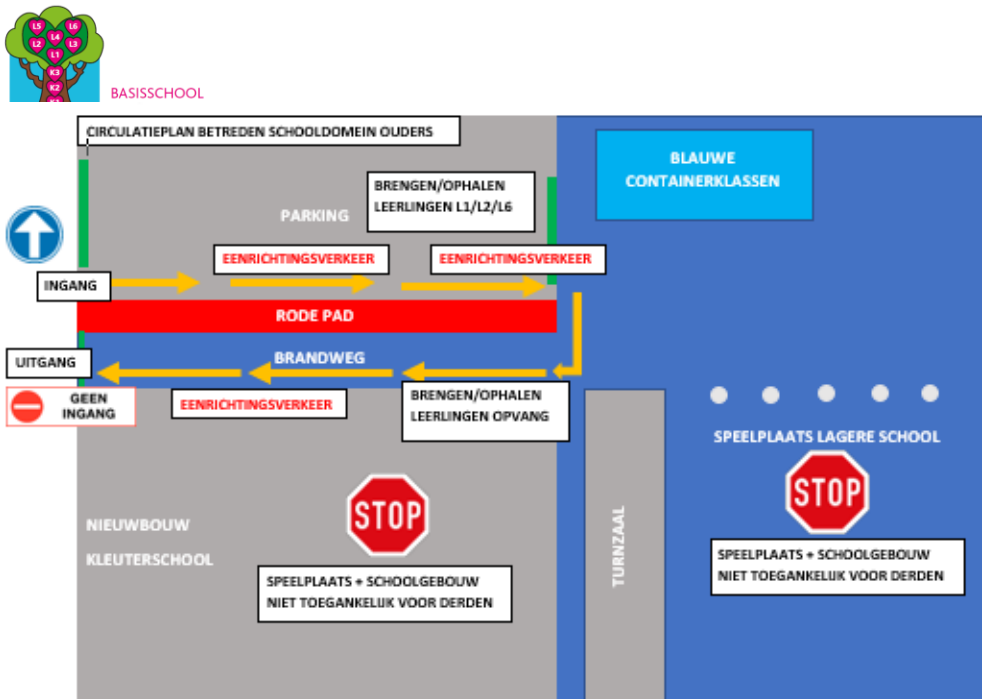 L5
L6
L4
L2
L3
L1
K3
K2
BASISSCHOOL
CIRCULATIEPLAN BETREDEN SCHOOLDOMEIN OUDERS
BLAUWE
CONTAINERKLASSEN
BRENGEN/OPHALEN
LEERLINGEN L1/L2/L6
PARKING
EENRICHTINGSVERKEER
EENRICHTINGSVERKEER
INGANG
RODE PAD
UITGANG
BRANDWEG
GEEN
INGANG
EENRICHTINGSVERKEER
BRENGEN/OPHALEN
LEERLINGEN OPVANG
SPEELPLAATS LAGERE SCHOOL
STOP
STOP
NIEUWBOUW
KLEUTERSCHOOL
TURNZAAL
SPEELPLAATS + SCHOOLGEBOUW
NIET TOEGANKELIJK VOOR DERDEN
SPEELPLAATS + SCHOOLGEBOUW
NIET TOEGANKELIJK VOOR DERDEN